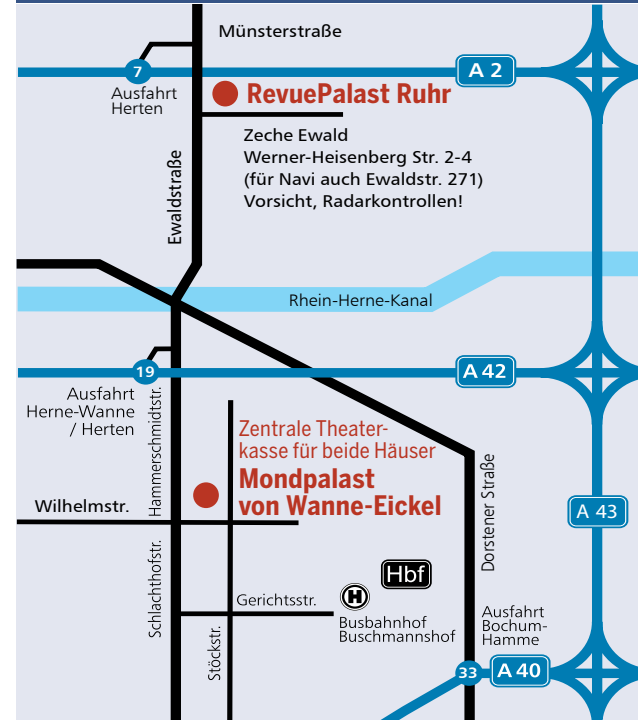 Münsterstraße
7
A 2
Ausfahrt
Herten
RevuePalast Ruhr
Zeche Ewald
Werner-Heisenberg Str. 2-4
(für Navi auch Ewaldstr. 271)
Vorsicht, Radarkontrollen!
Ewaldstraße
Rhein-Herne-Kanal
19
A 42
Ausfahrt
Herne-Wanne
/ Herten
Hammerschmidtstr.
Zentrale Theater-
kasse für beide Häuser
Mondpalast
von Wanne-Eickel
Wilhelmstr.
Dorstener Straße
A 43
Schlachthofstr.
Hbf
Gerichtsstr.
H
Busbahnhof
Buschmannshof
Stöckstr.
Ausfahrt
Bochum-
Hamme
33
A 40